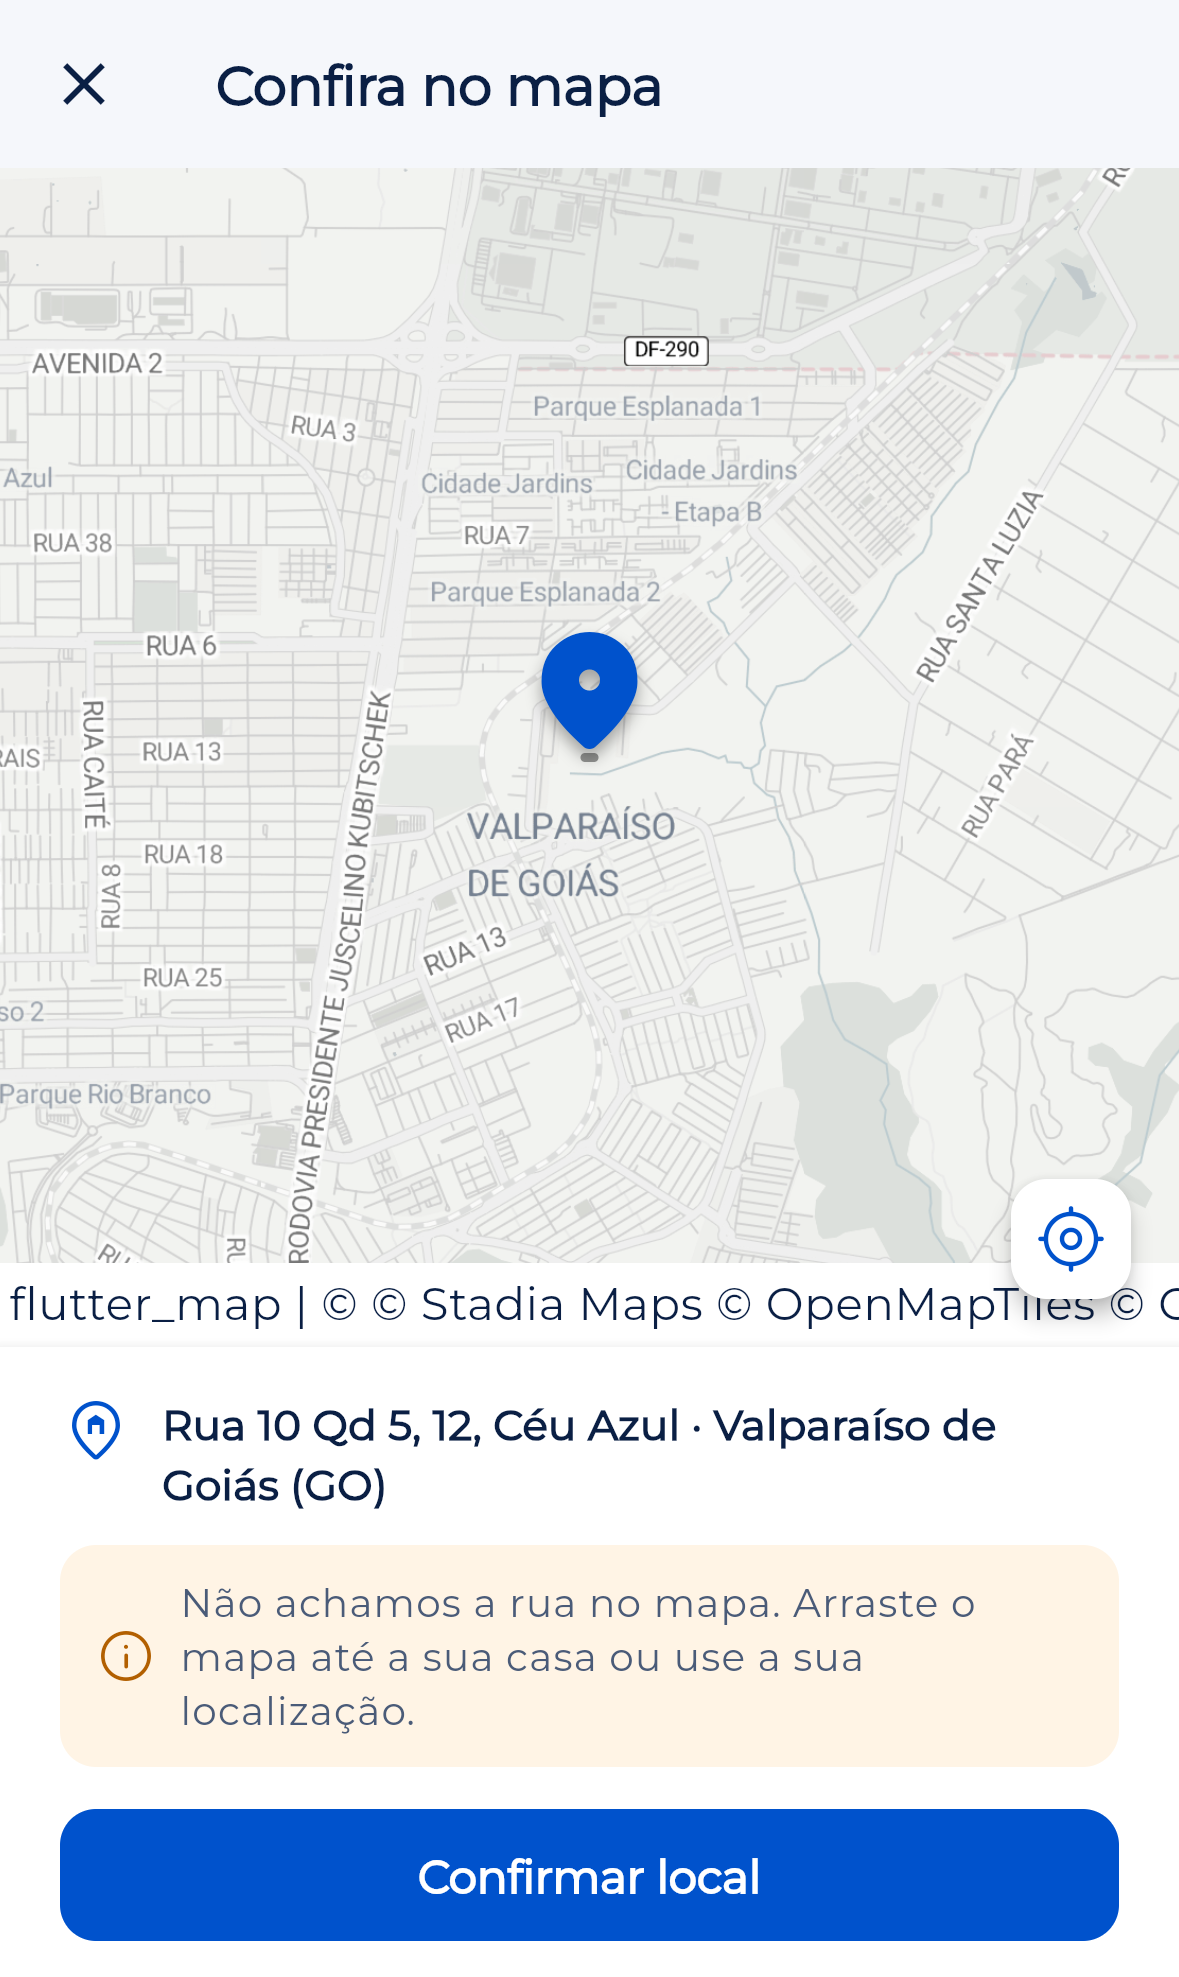 Confira no mapa
DF-290
AVENIDA 2
Parque Esplanada 1
RUA 3
Azul
Cidade Jardins
Cidade Jardins
- Etapa B
RUA 38
RUA 7
RUA SANTA LUZIA
Parque Esplanada 2
RUA 6
RUA CAITÉ
RUA 13
RODOVIA PRESIDENTE JUSCELINO KUBITSCHEK
RUA PARÁ
VALPARAÍSO
DE GOIÁS
RUA 18
RUA 8
RUA 13
RUA 25
RUA 17
so 2
Parque Rio Branco
flutter_map | © © Stadia Maps © OpenMapTiles ©
Rua 10 Qd 5, 12, Céu Azul · Valparaíso de
Goiás (GO)
Não achamos a rua no mapa. Arraste o
mapa até a sua casa ou use a sua
localização.
Confirmar local